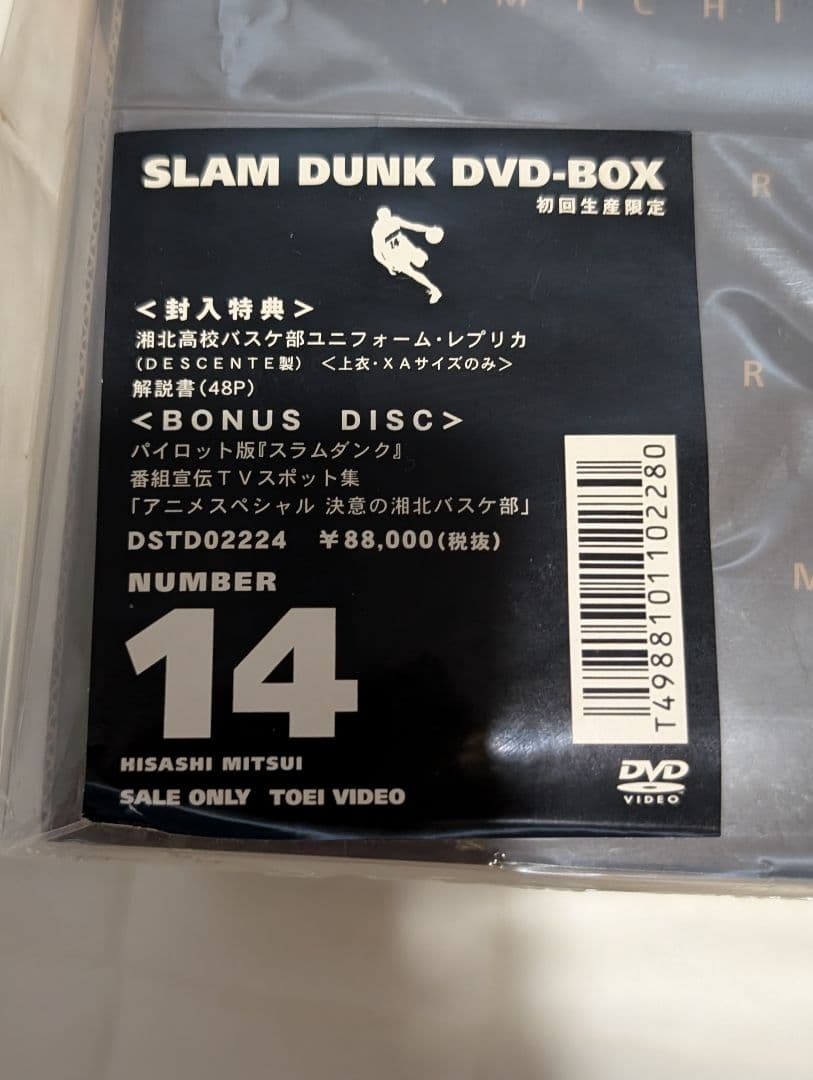 A M I C H I
R
R
M
SLAM DUNK DVD-BOX
初回生産限定
14
<封入特典>
湘北高校バスケ部ユニフォーム・レプリカ
(DESCENTE製) <上衣・XAサイズのみ>
解説書(48P)
<BONUS DISC>
パイロット版『スラムダンク』
番組宣伝TVスポット集
「アニメスペシャル 決意の湘北バスケ部」
DSTD02224 ¥88,000(税抜)
NUMBER
14
HISASHI MITSUI
SALE ONLY TOEI VIDEO
T4988101102280
DVD
VIDEO